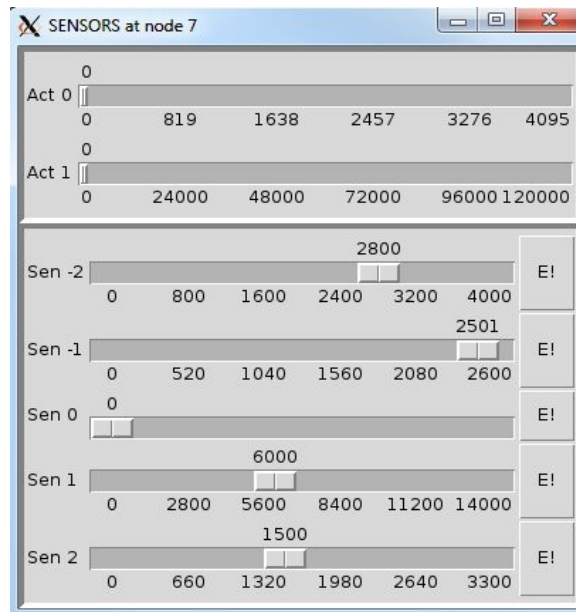 SENSORS at node 7
0
Act 0
0 819 1638 2457 3276 4095
0
Act 1
0 24000 48000 72000 96000 120000
2800
Sen -2 E!
0 800 1600 2400 3200 4000
2501
Sen -1 E!
0 520 1040 1560 2080 2600
0
Sen 0 E!
6000
Sen 1 E!
0 2800 5600 8400 11200 14000
1500
Sen 2 E!
0 660 1320 1980 2640 3300